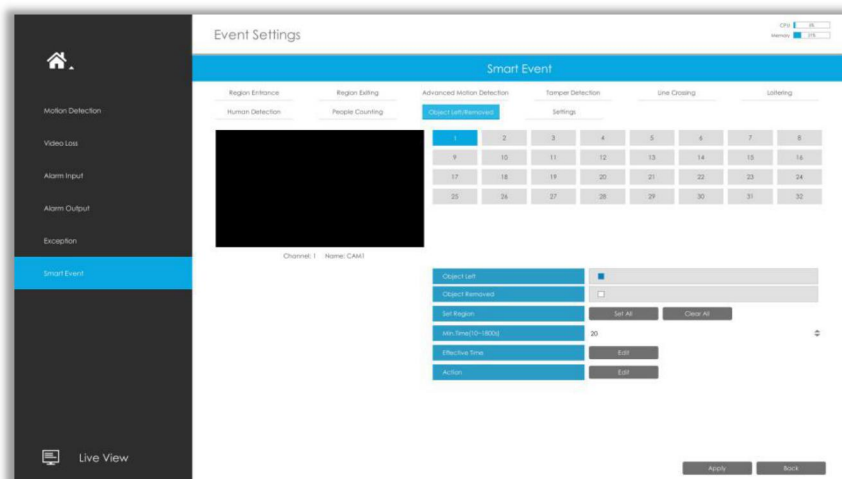 Event Settings
CPU
Memory
Smart Event
Region Entrance Region Exiting Advanced Motion Detection Tamper Detection Line Crossing Loitering
Human Detection People Counting Object Left/Removed Settings
Motion Detection
Video Loss
Alarm Input
Alarm Output
Exception
Smart Event
Live View
1 2 3 4 5 6 7 8
9 10 11 12 13 14 15 16
17 18 19 20 21 22 23 24
25 26 27 28 29 30 31 32
Channel: 1 Name: CAM1
Object Left
Object Removed
Set Region Set All Clear All
Min.Time(10~1800s) 20
Effective Time Edit
Action Edit
Apply Back